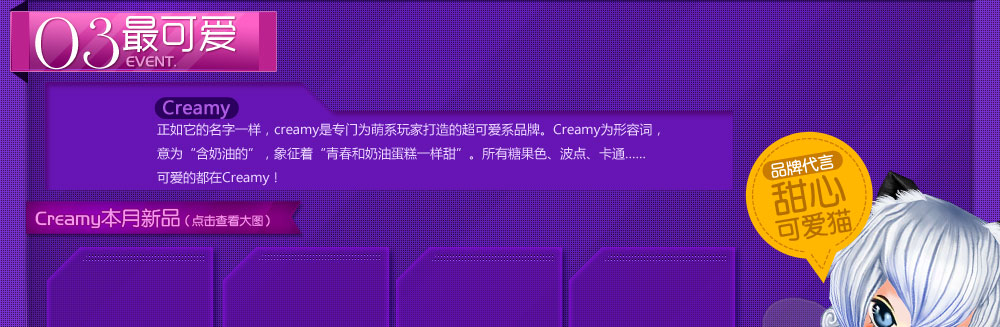 03最可爱
EVENT.
Creamy
正如它的名字一样，creamy是专门为萌系玩家打造的超可爱系品牌。Creamy为形容词，
意为“含奶油的”，象征着“青春和奶油蛋糕一样甜”。所有糖果色、波点、卡通……
可爱的都在Creamy！
品牌代言
甜心
可爱猫
Creamy本月新品（点击查看大图）